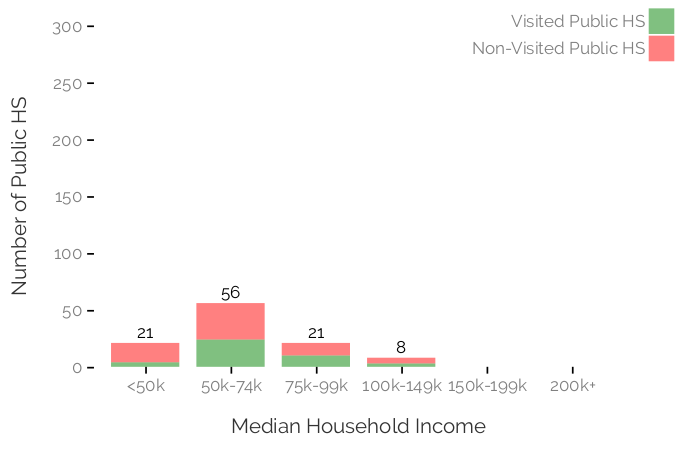 Visited Public HS
Non-Visited Public HS
Number of Public HS
300
250
200
150
100
50
0
21
56
21
8
<50k
50k-74k
75k-99k
100k-149k
150k-199k
200k+
Median Household Income